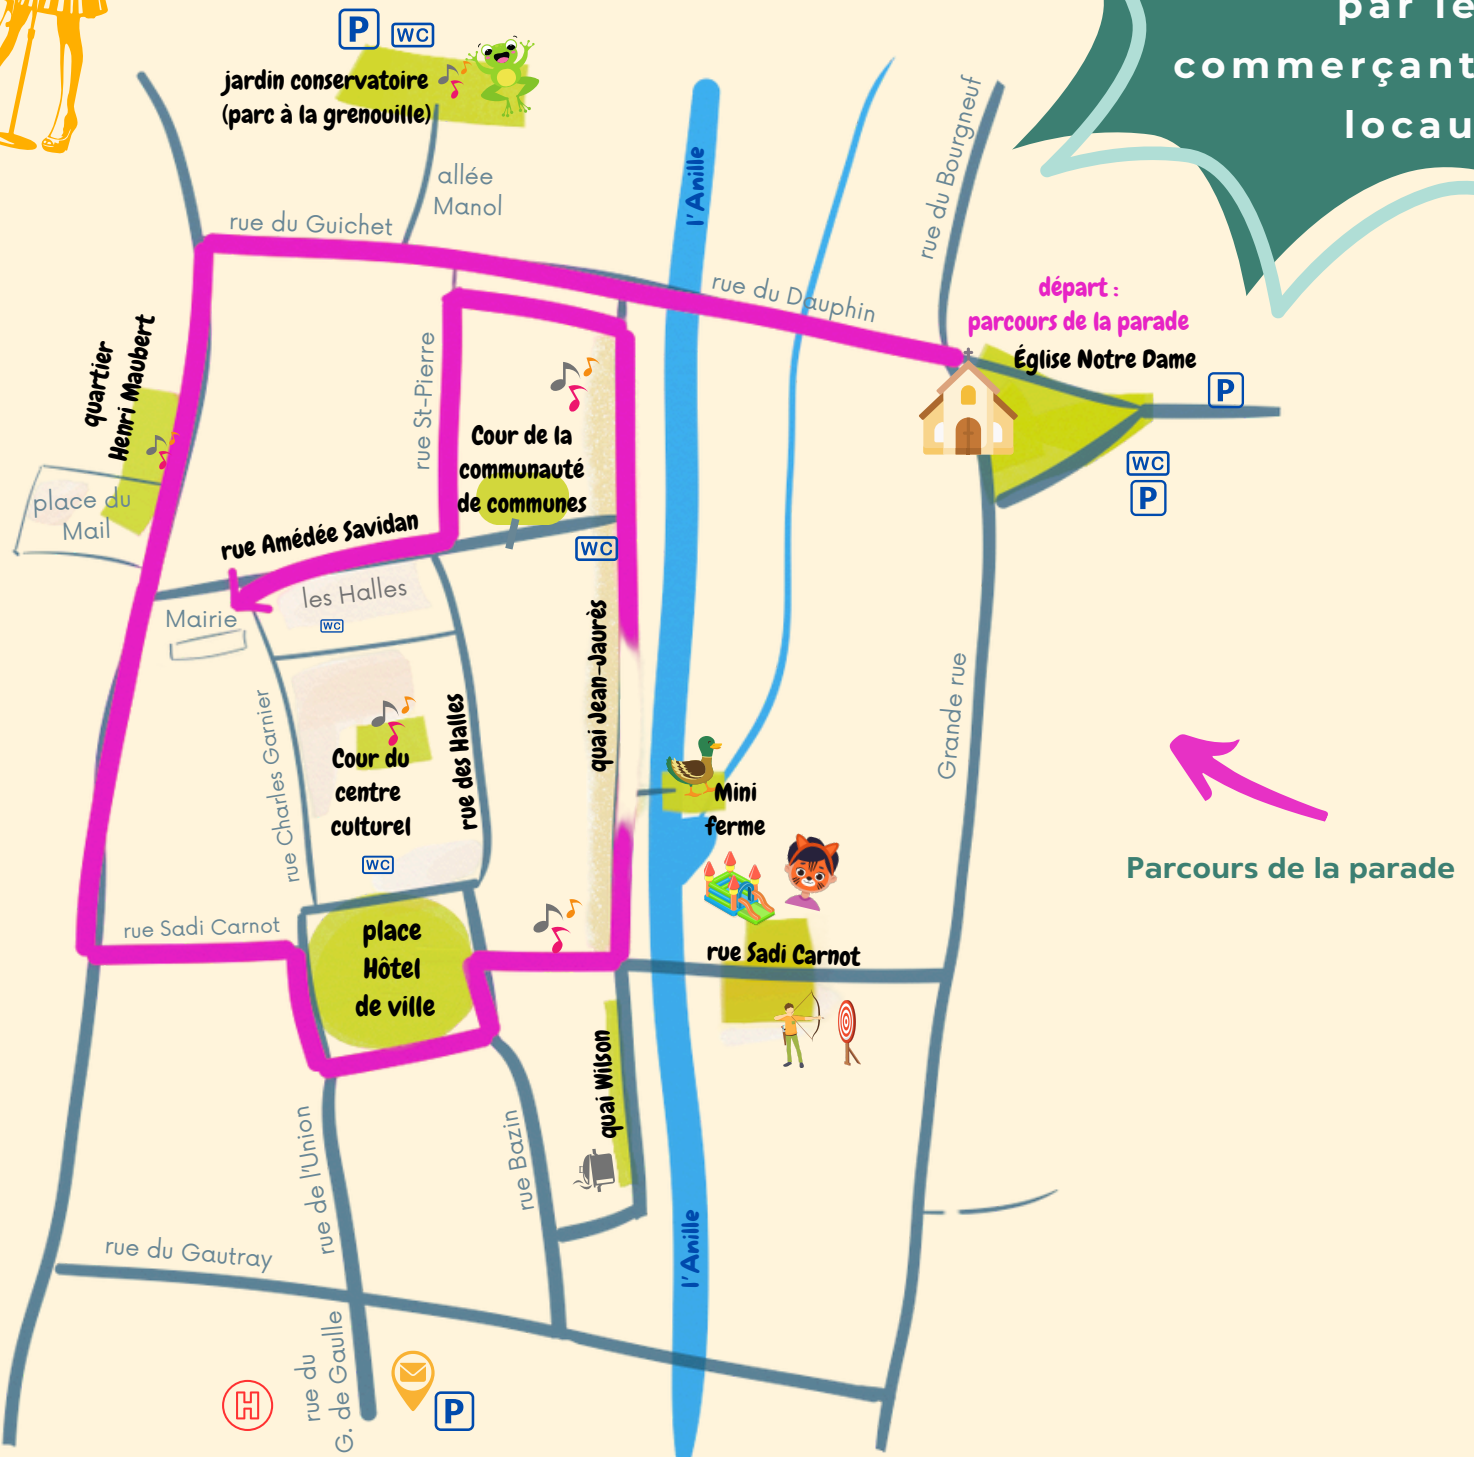 par le
commerçant
locau
P
WC
jardin conservatoire
(parc à la grenouille)
allée
Manol
rue du Guichet
l'Anille
rue du Bourgneuf
rue du Dauphin
départ :
parcours de la parade
Église Notre Dame
P
WC
P
quartier
Henri Maubert
place du
Mail
rue St-Pierre
Cour de la
communauté
de communes
WC
rue Amédée Savidan
les Halles
WC
Mairie
rue Charles Garnier
Cour du
centre
culturel
WC
rue des Halles
quai Jean-Jaurès
Mini
ferme
Grande rue
Parcours de la parade
rue Sadi Carnot
place
Hôtel
de ville
rue Sadi Carnot
quai Wilson
rue de l'Union
rue Bazin
l'Anille
rue du Gautray
rue du
G. de Gaulle
H
P